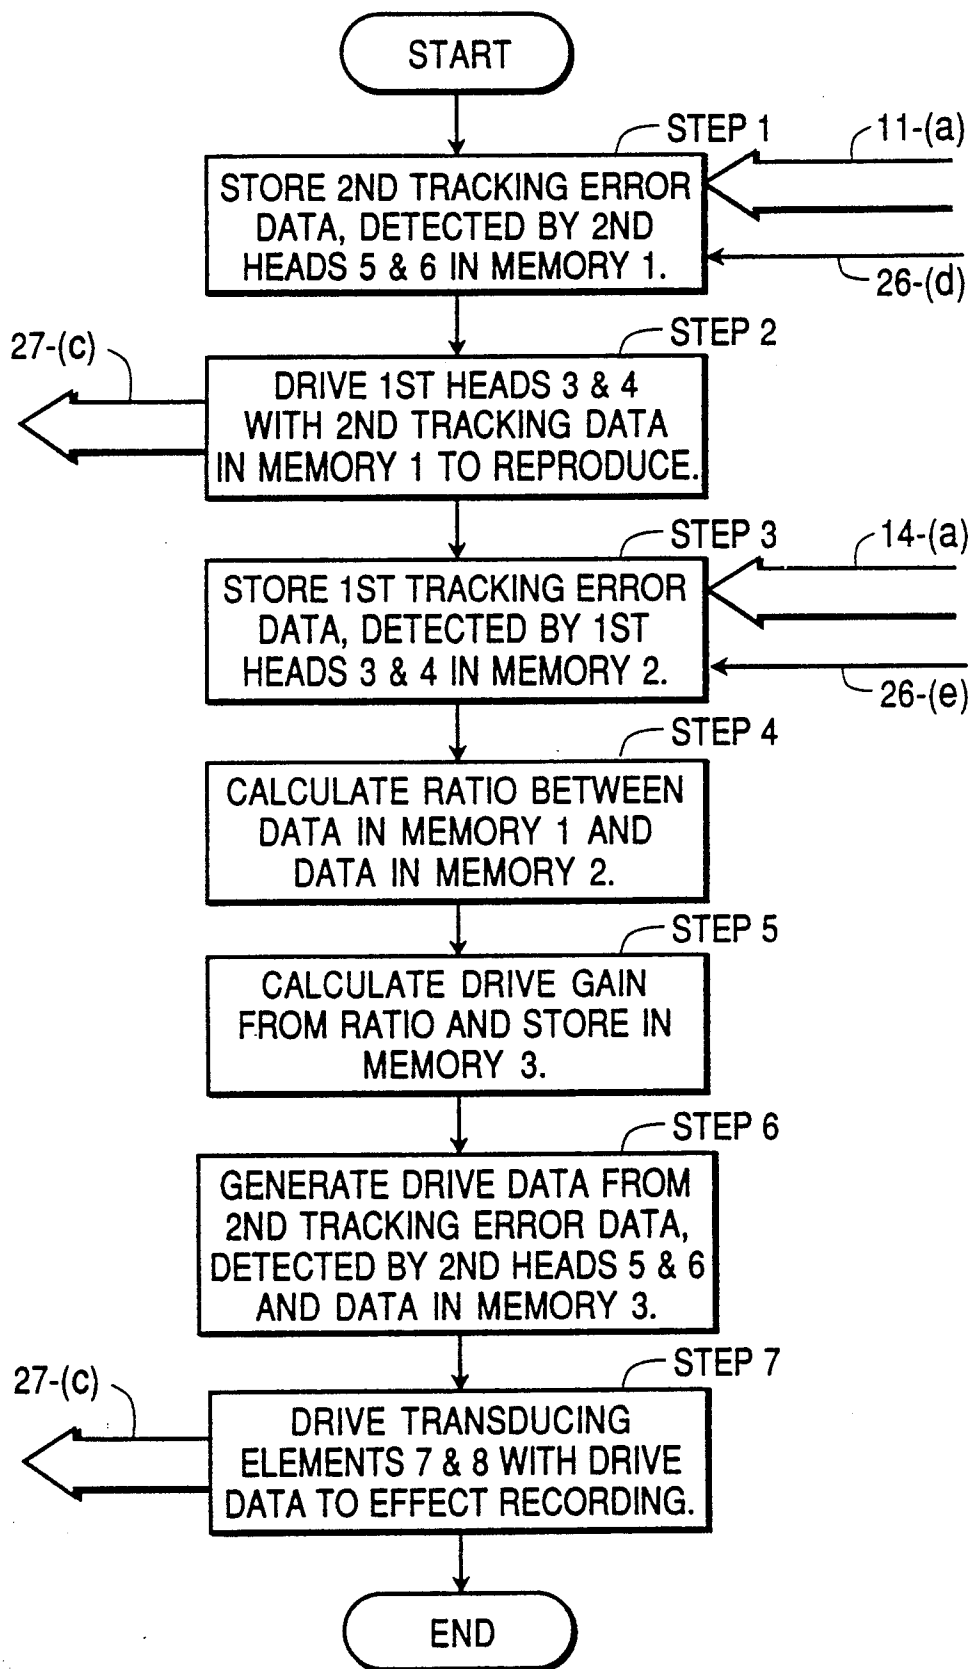 START
STEP 1
11-(a)
STORE 2ND TRACKING ERROR
DATA, DETECTED BY 2ND
HEADS 5 & 6 IN MEMORY 1.
26-(d)
STEP 2
27-(c)
DRIVE 1ST HEADS 3 & 4
WITH 2ND TRACKING DATA
IN MEMORY 1 TO REPRODUCE.
STEP 3
14-(a)
STORE 1ST TRACKING ERROR
DATA, DETECTED BY 1ST
HEADS 3 & 4 IN MEMORY 2.
26-(e)
STEP 4
CALCULATE RATIO BETWEEN
DATA IN MEMORY 1 AND
DATA IN MEMORY 2.
STEP 5
CALCULATE DRIVE GAIN
FROM RATIO AND STORE IN
MEMORY 3.
STEP 6
GENERATE DRIVE DATA FROM
2ND TRACKING ERROR DATA,
DETECTED BY 2ND HEADS 5 & 6
AND DATA IN MEMORY 3.
STEP 7
27-(c)
DRIVE TRANSDUCING
ELEMENTS 7 & 8 WITH DRIVE
DATA TO EFFECT RECORDING.
END